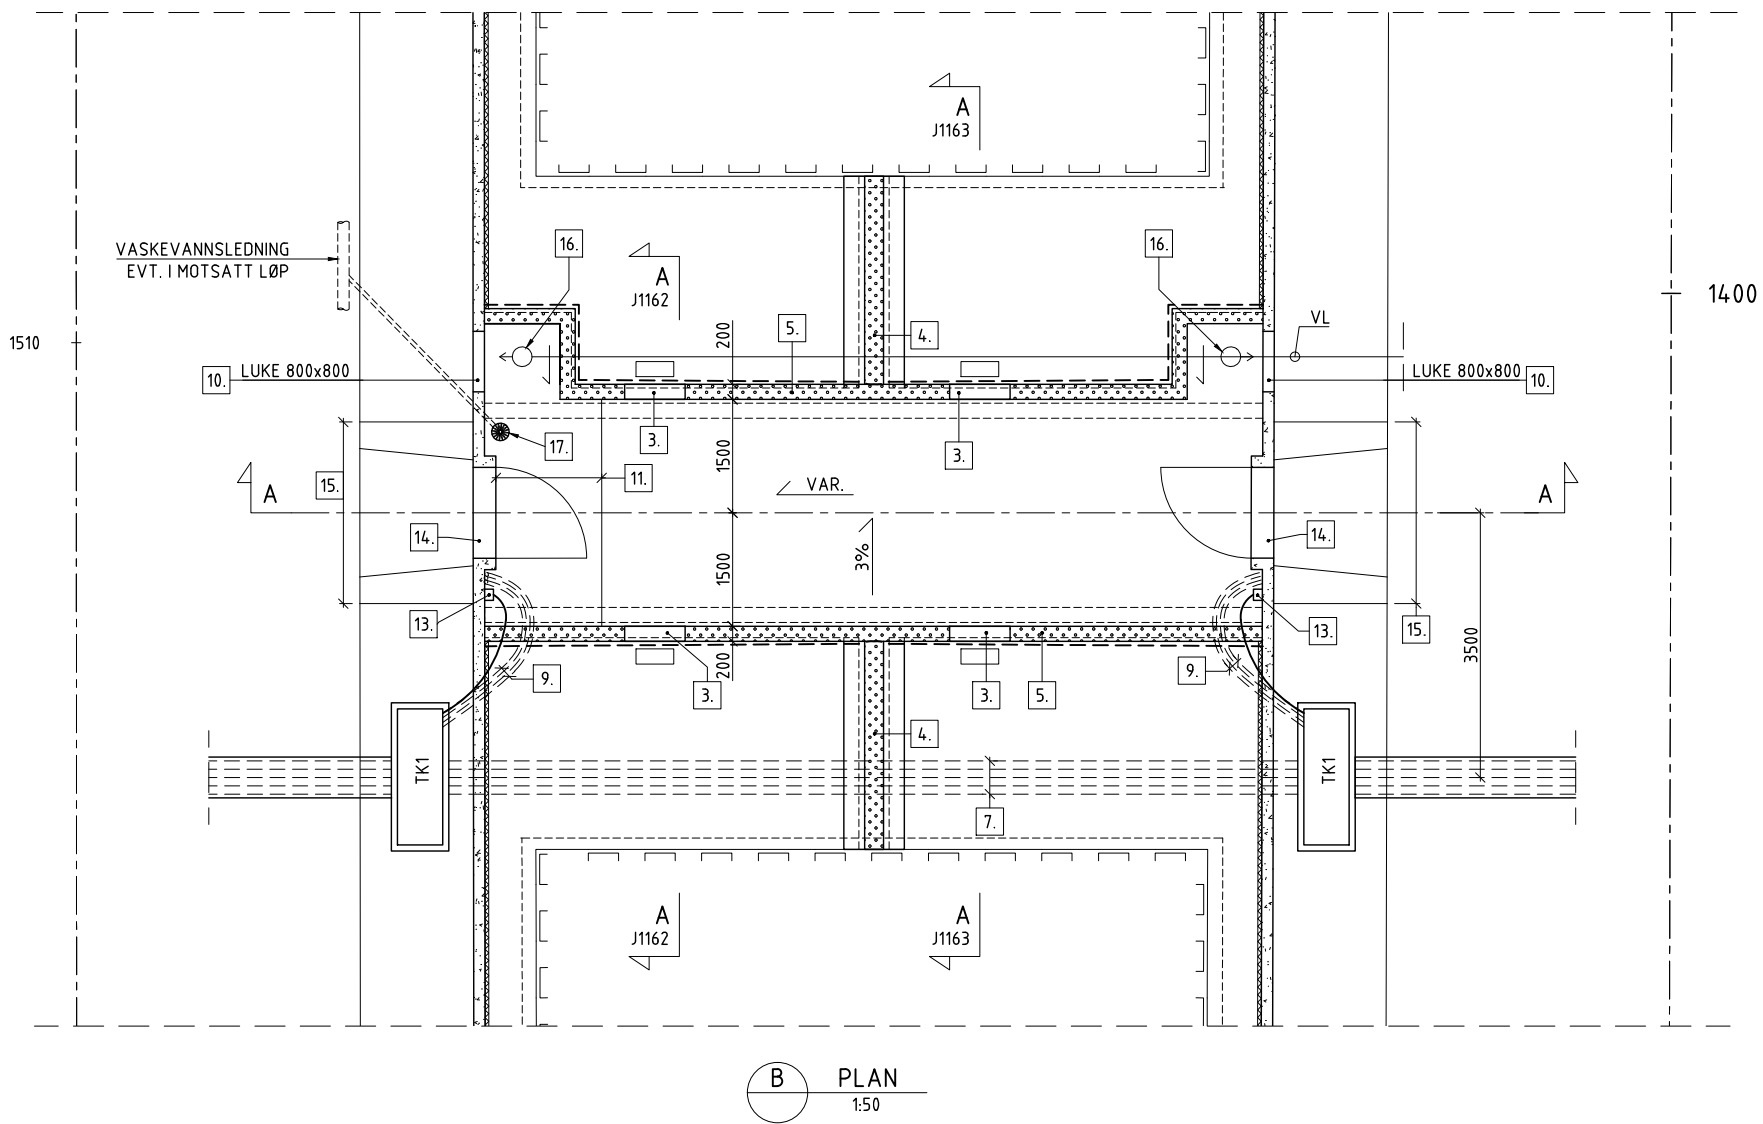 A
J1163
VASKEVANNSLEDNING
EVT. I MOTSATT LØP
16.
A
J1162
16.
1400
1510
200
5.
4.
VL
10.
LUKE 800x800
LUKE 800x800
10.
3.
3.
17.
1500
15.
11.
A
VAR.
A
14.
14.
3%
1500
13.
13.
15.
200
3500
9.
9.
3.
3.
5.
4.
TK1
TK1
7.
A
J1162
A
J1163
B
PLAN
1:50